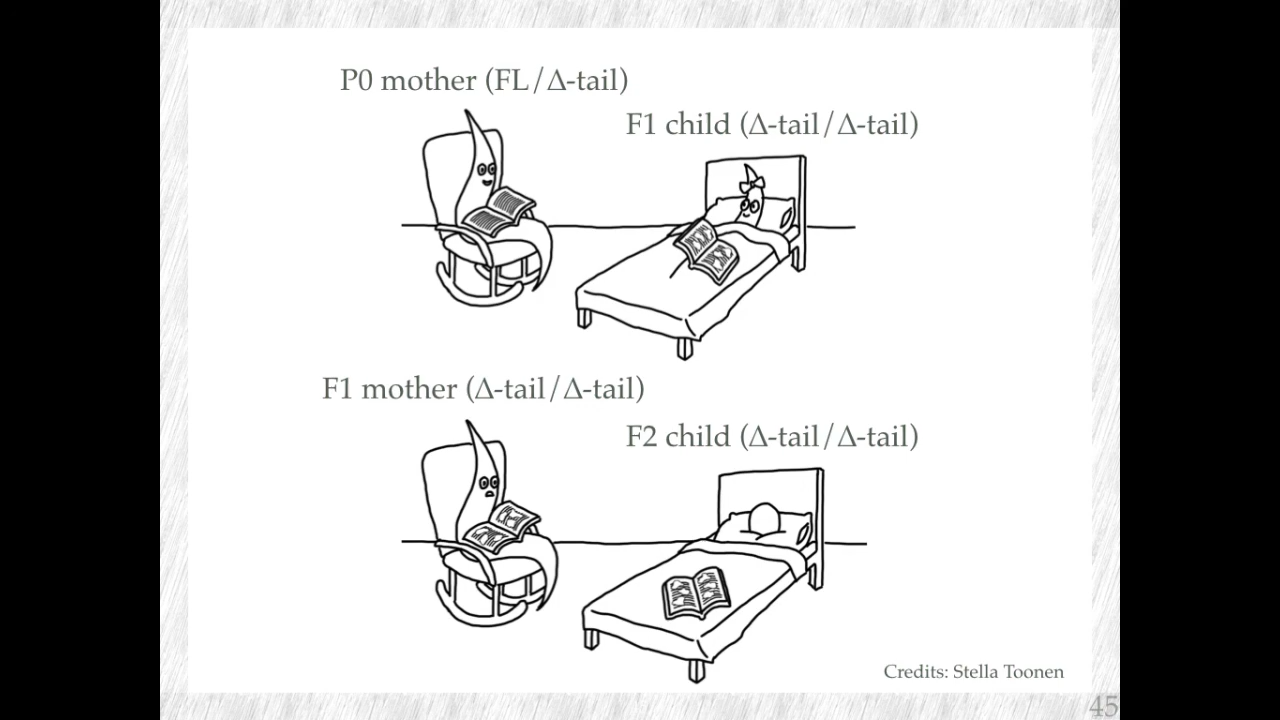 P0 mother (FL/Δ-tail)
F1 child (Δ-tail/Δ-tail)
F1 mother (Δ-tail/Δ-tail)
F2 child (Δ-tail/Δ-tail)
Credits: Stella Toonen
45